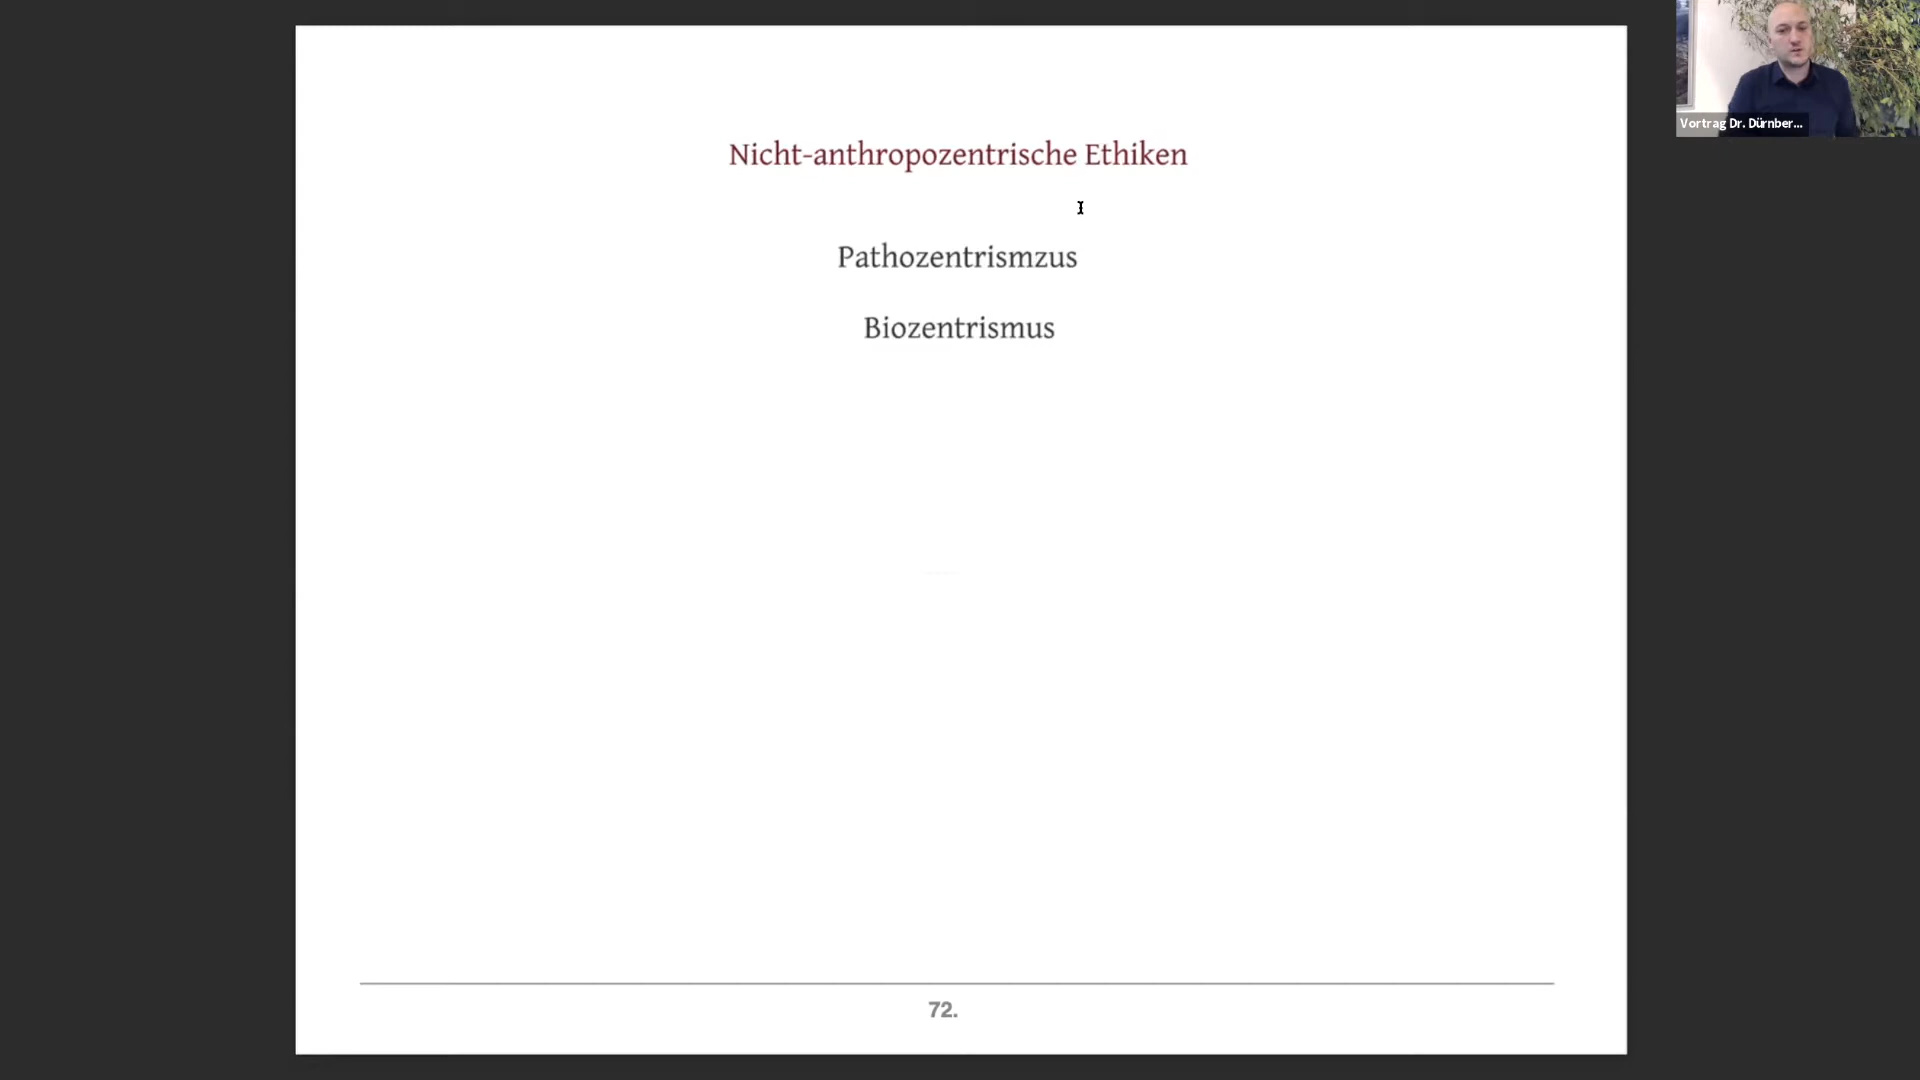 Nicht-anthropozentrische Ethiken
Pathozentrismzus
Biozentrismus
72.
Vortrag Dr. Dürnber...